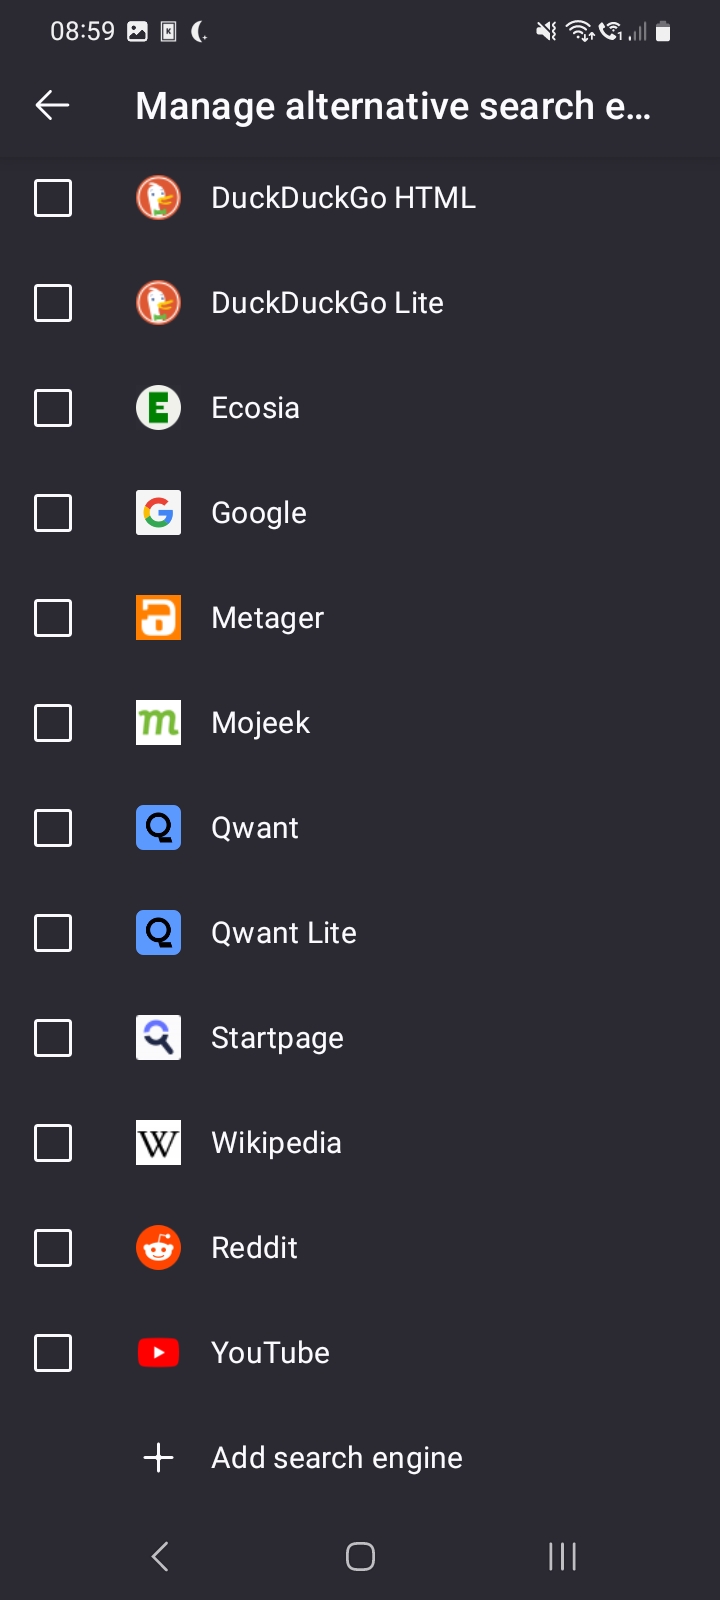 08:59
Manage alternative search e...
DuckDuckGo HTML
DuckDuckGo Lite
Ecosia
Google
Metager
Mojeek
Qwant
Qwant Lite
Startpage
Wikipedia
Reddit
YouTube
Add search engine